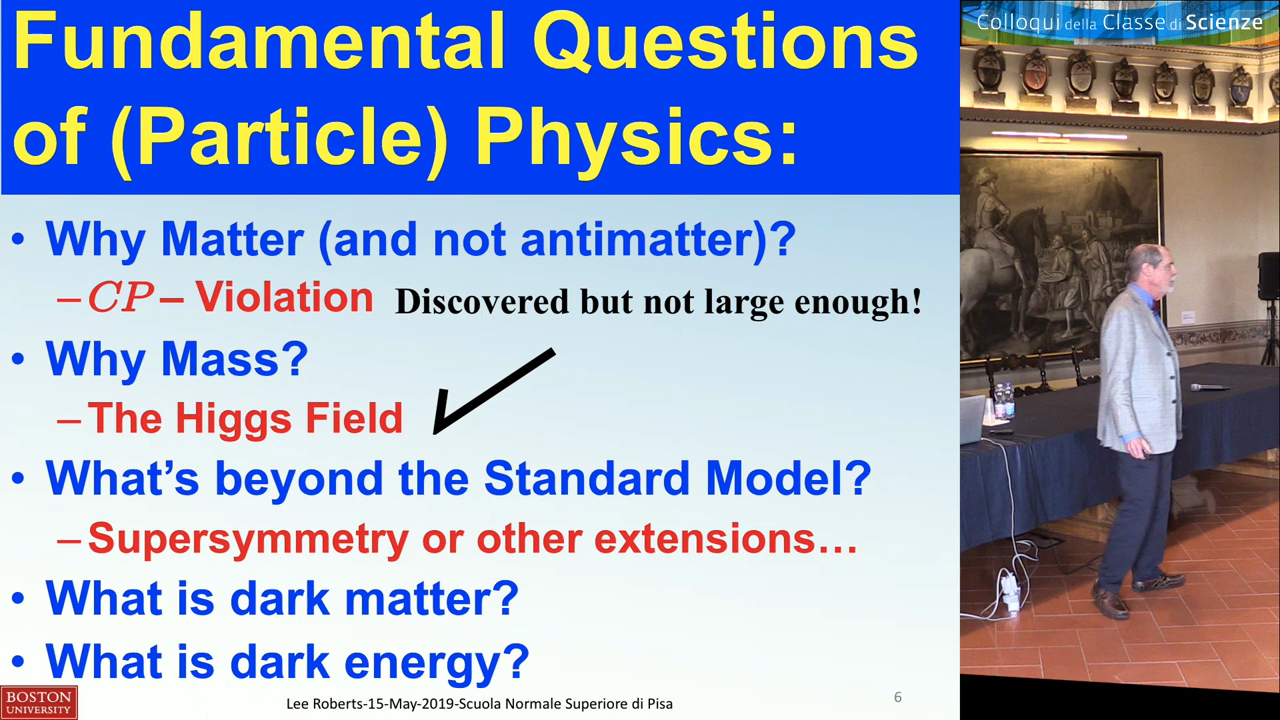 Fundamental Questions
of (Particle) Physics:
• Why Matter (and not antimatter)?
– CP – Violation Discovered but not large enough!
• Why Mass?
– The Higgs Field
• What's beyond the Standard Model?
– Supersymmetry or other extensions…
• What is dark matter?
• What is dark energy?
BOSTON
UNIVERSITY
Lee Roberts-15-May-2019-Scuola Normale Superiore di Pisa
6
Colloqui della Classe di Scienze